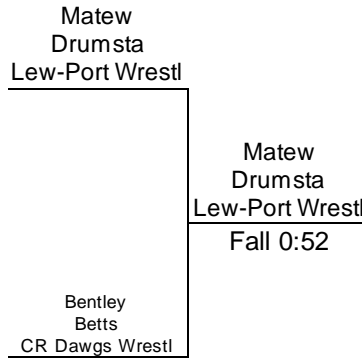 Matew
Drumsta
Lew-Port Wrestl
Matew
Drumsta
Lew-Port Wrestl
Fall 0:52
Bentley
Betts
CR Dawgs Wrestl